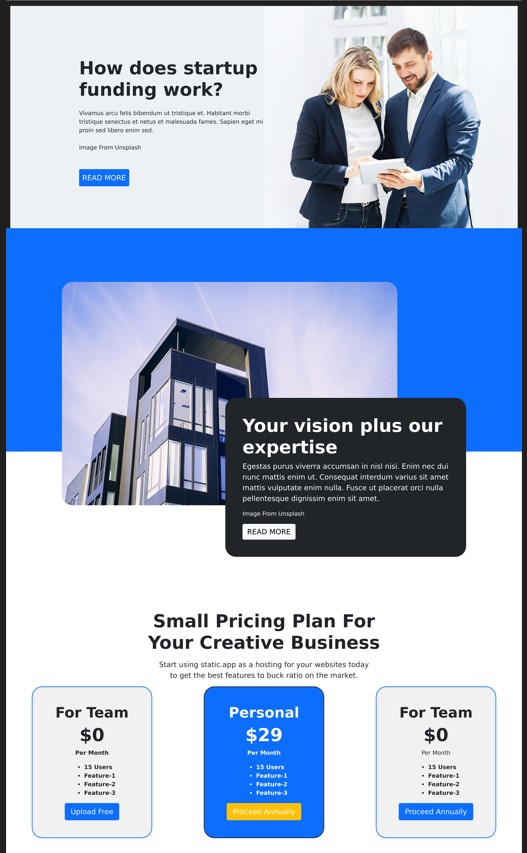 How does startup
funding work?
Vivamus arcu felis bibendum ut tristique et. Habitant morbi
tristique senectus et netus et malesuada fames. Sapien eget mi
proin sed libero enim sed.
Image From Unsplash
READ MORE
Your vision plus our
expertise
Egestas purus viverra accumsan in nisl nisi. Enim nec dui
nunc mattis enim ut. Consequat interdum varius sit amet
mattis vulputate enim nulla. Fusce ut placerat orci nulla
pellentesque dignissim enim sit amet.
Image From Unsplash
READ MORE
Small Pricing Plan For
Your Creative Business
Start using static.app as a hosting for your websites today
to get the best features to buck ratio on the market.
For Team
$0
Per Month
• 15 Users
• Feature-1
• Feature-2
• Feature-3
Upload Free
Personal
$29
Per Month
• 15 Users
• Feature-1
• Feature-2
• Feature-3
Proceed Annually
For Team
$0
Per Month
• 15 Users
• Feature-1
• Feature-2
• Feature-3
Proceed Annually